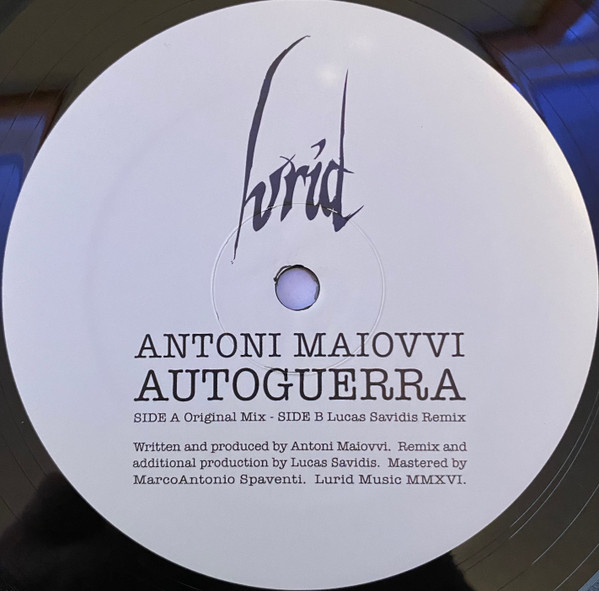 lurid
ANTONI MAIOVVI
AUTOGUERRA
SIDE A Original Mix - SIDE B Lucas Savidis Remix
Written and produced by Antoni Maiovvi. Remix and
additional production by Lucas Savidis. Mastered by
MarcoAntonio Spaventi. Lurid Music MMXVI.